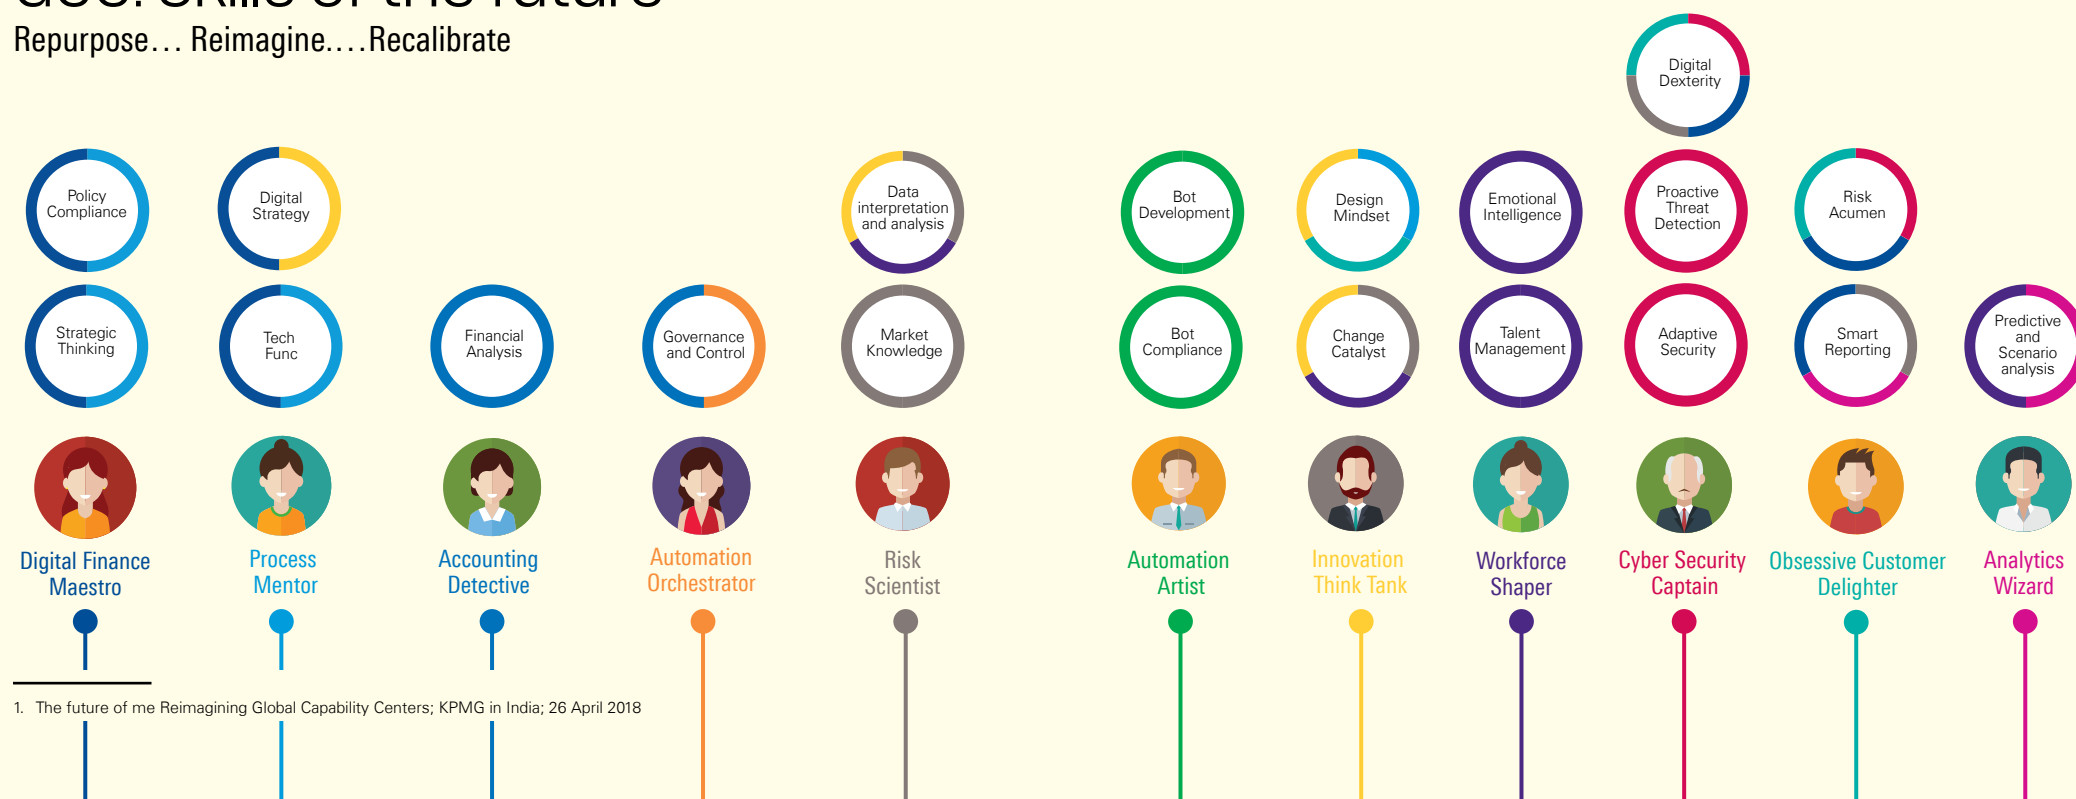 Skills of the future
Repurpose... Reimagine....Recalibrate
Digital
Dexterity
Policy
Compliance
Digital
Strategy
Data
interpretation
and analysis
Bot
Development
Design
Mindset
Emotional
Intelligence
Proactive
Threat
Detection
Risk
Acumen
Strategic
Thinking
Tech
Func
Financial
Analysis
Governance
and Control
Market
Knowledge
Bot
Compliance
Change
Catalyst
Talent
Management
Adaptive
Security
Smart
Reporting
Predictive
and
Scenario
analysis
Digital Finance
Maestro
Process
Mentor
Accounting
Detective
Automation
Orchestrator
Risk
Scientist
Automation
Artist
Innovation
Think Tank
Workforce
Shaper
Cyber Security
Captain
Obsessive Customer
Delighter
Analytics
Wizard
1. The future of me Reimagining Global Capability Centers; KPMG in India; 26 April 2018